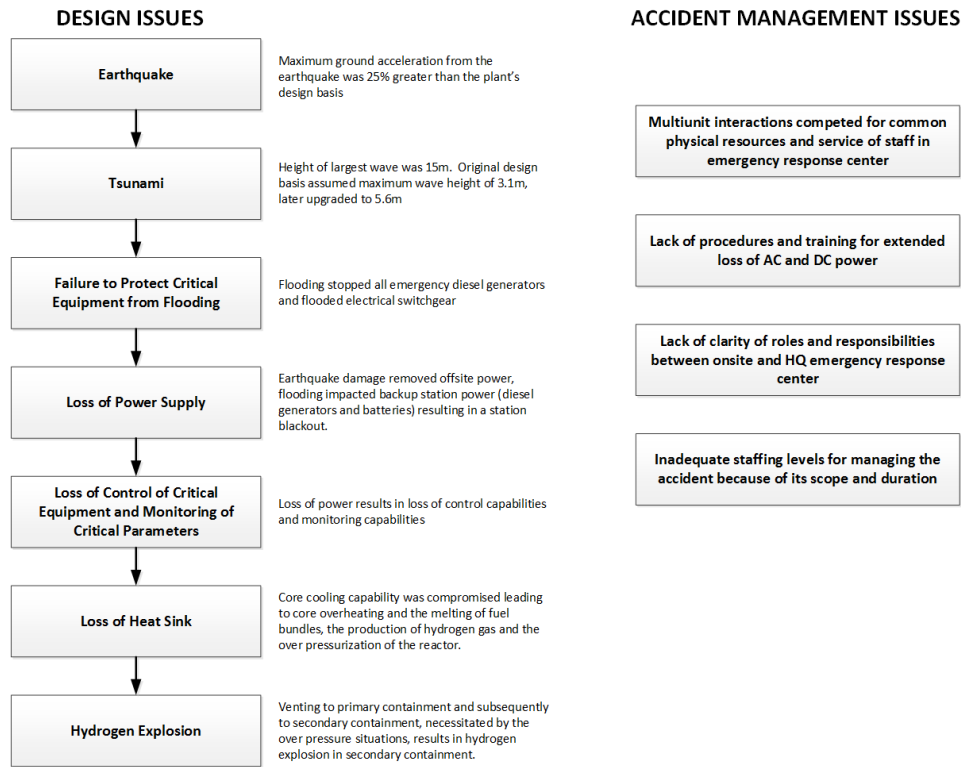 DESIGN ISSUES
Earthquake
Maximum ground acceleration from the
earthquake was 25% greater than the plant's
design basis
Tsunami
Height of largest wave was 15m.  Original design
basis assumed maximum wave height of 3.1m,
later upgraded to 5.6m
Failure to Protect Critical
Equipment from Flooding
Flooding stopped all emergency diesel generators
and flooded electrical switchgear
Loss of Power Supply
Earthquake damage removed offsite power,
flooding impacted backup station power (diesel
generators and batteries) resulting in a station
blackout.
Loss of Control of Critical
Equipment and Monitoring of
Critical Parameters
Loss of power results in loss of control capabilities
and monitoring capabilities
Loss of Heat Sink
Core cooling capability was compromised leading
to core overheating and the melting of fuel
bundles, the production of hydrogen gas and the
over pressurization of the reactor.
Hydrogen Explosion
Venting to primary containment and subsequently
to secondary containment, necessitated by the
over pressure situations, results in hydrogen
explosion in secondary containment.
ACCIDENT MANAGEMENT ISSUES
Multiunit interactions competed for common
physical resources and service of staff in
emergency response center
Lack of procedures and training for extended
loss of AC and DC power
Lack of clarity of roles and responsibilities
between onsite and HQ emergency response
center
Inadequate staffing levels for managing the
accident because of its scope and duration